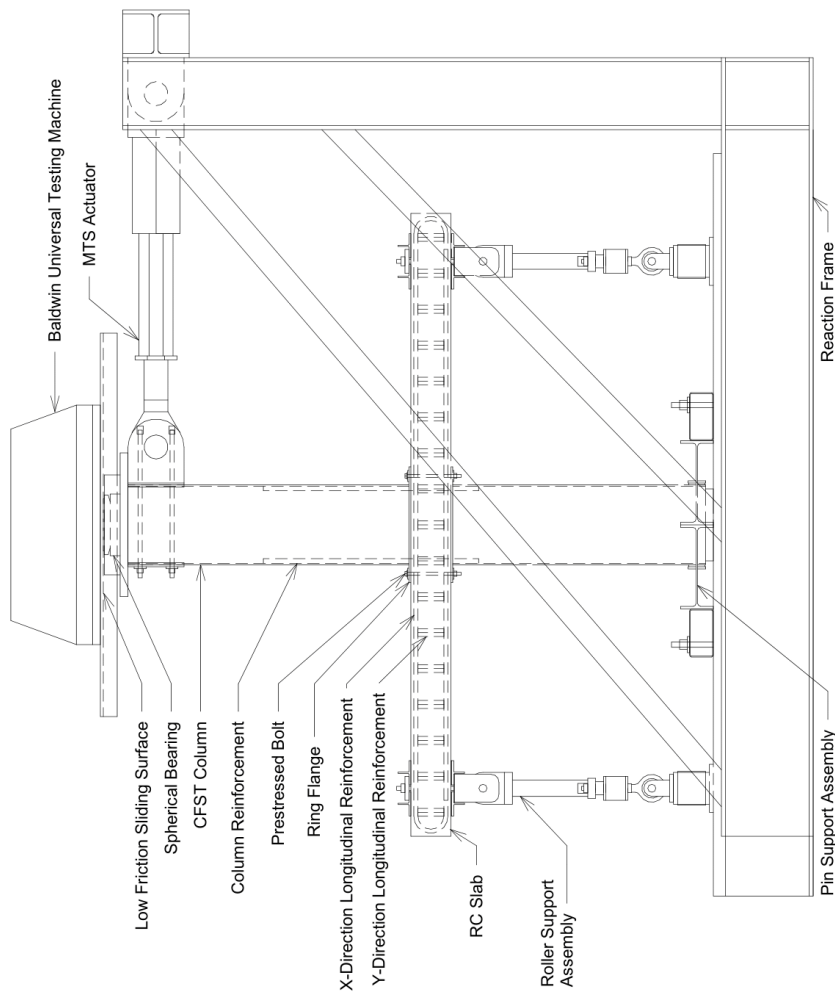 Baldwin Universal Testing Machine
MTS Actuator
Low Friction Sliding Surface
Spherical Bearing
CFST Column
Column Reinforcement
Prestressed Bolt
Ring Flange
X-Direction Longitudinal Reinforcement
Y-Direction Longitudinal Reinforcement
RC Slab
Roller Support
Assembly
Pin Support Assembly
Reaction Frame